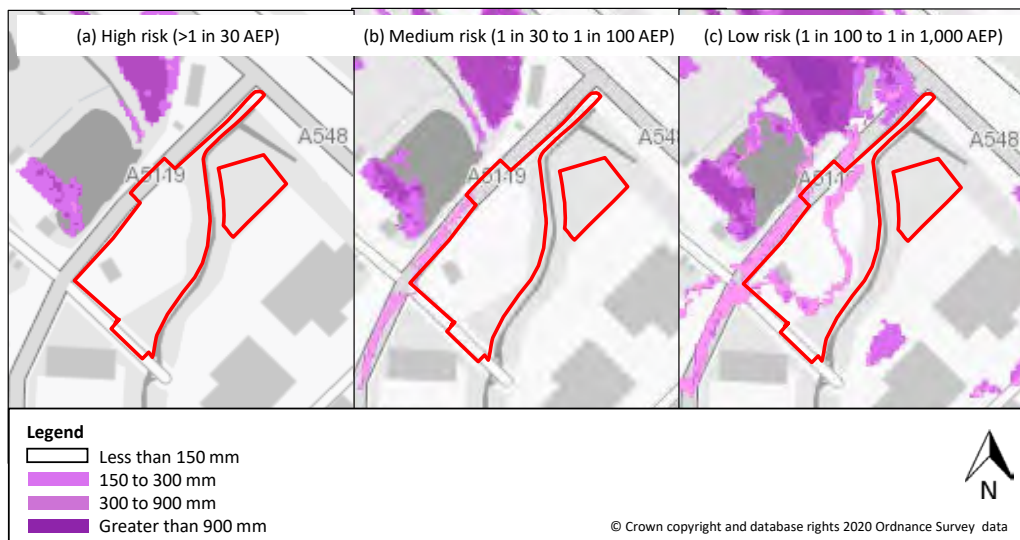 (a) High risk (>1 in 30 AEP)
(b) Medium risk (1 in 30 to 1 in 100 AEP)
(c) Low risk (1 in 100 to 1 in 1,000 AEP)
A548
A5119
A548
A5119
A548
Legend
Less than 150 mm
150 to 300 mm
300 to 900 mm
Greater than 900 mm
N
© Crown copyright and database rights 2020 Ordnance Survey data